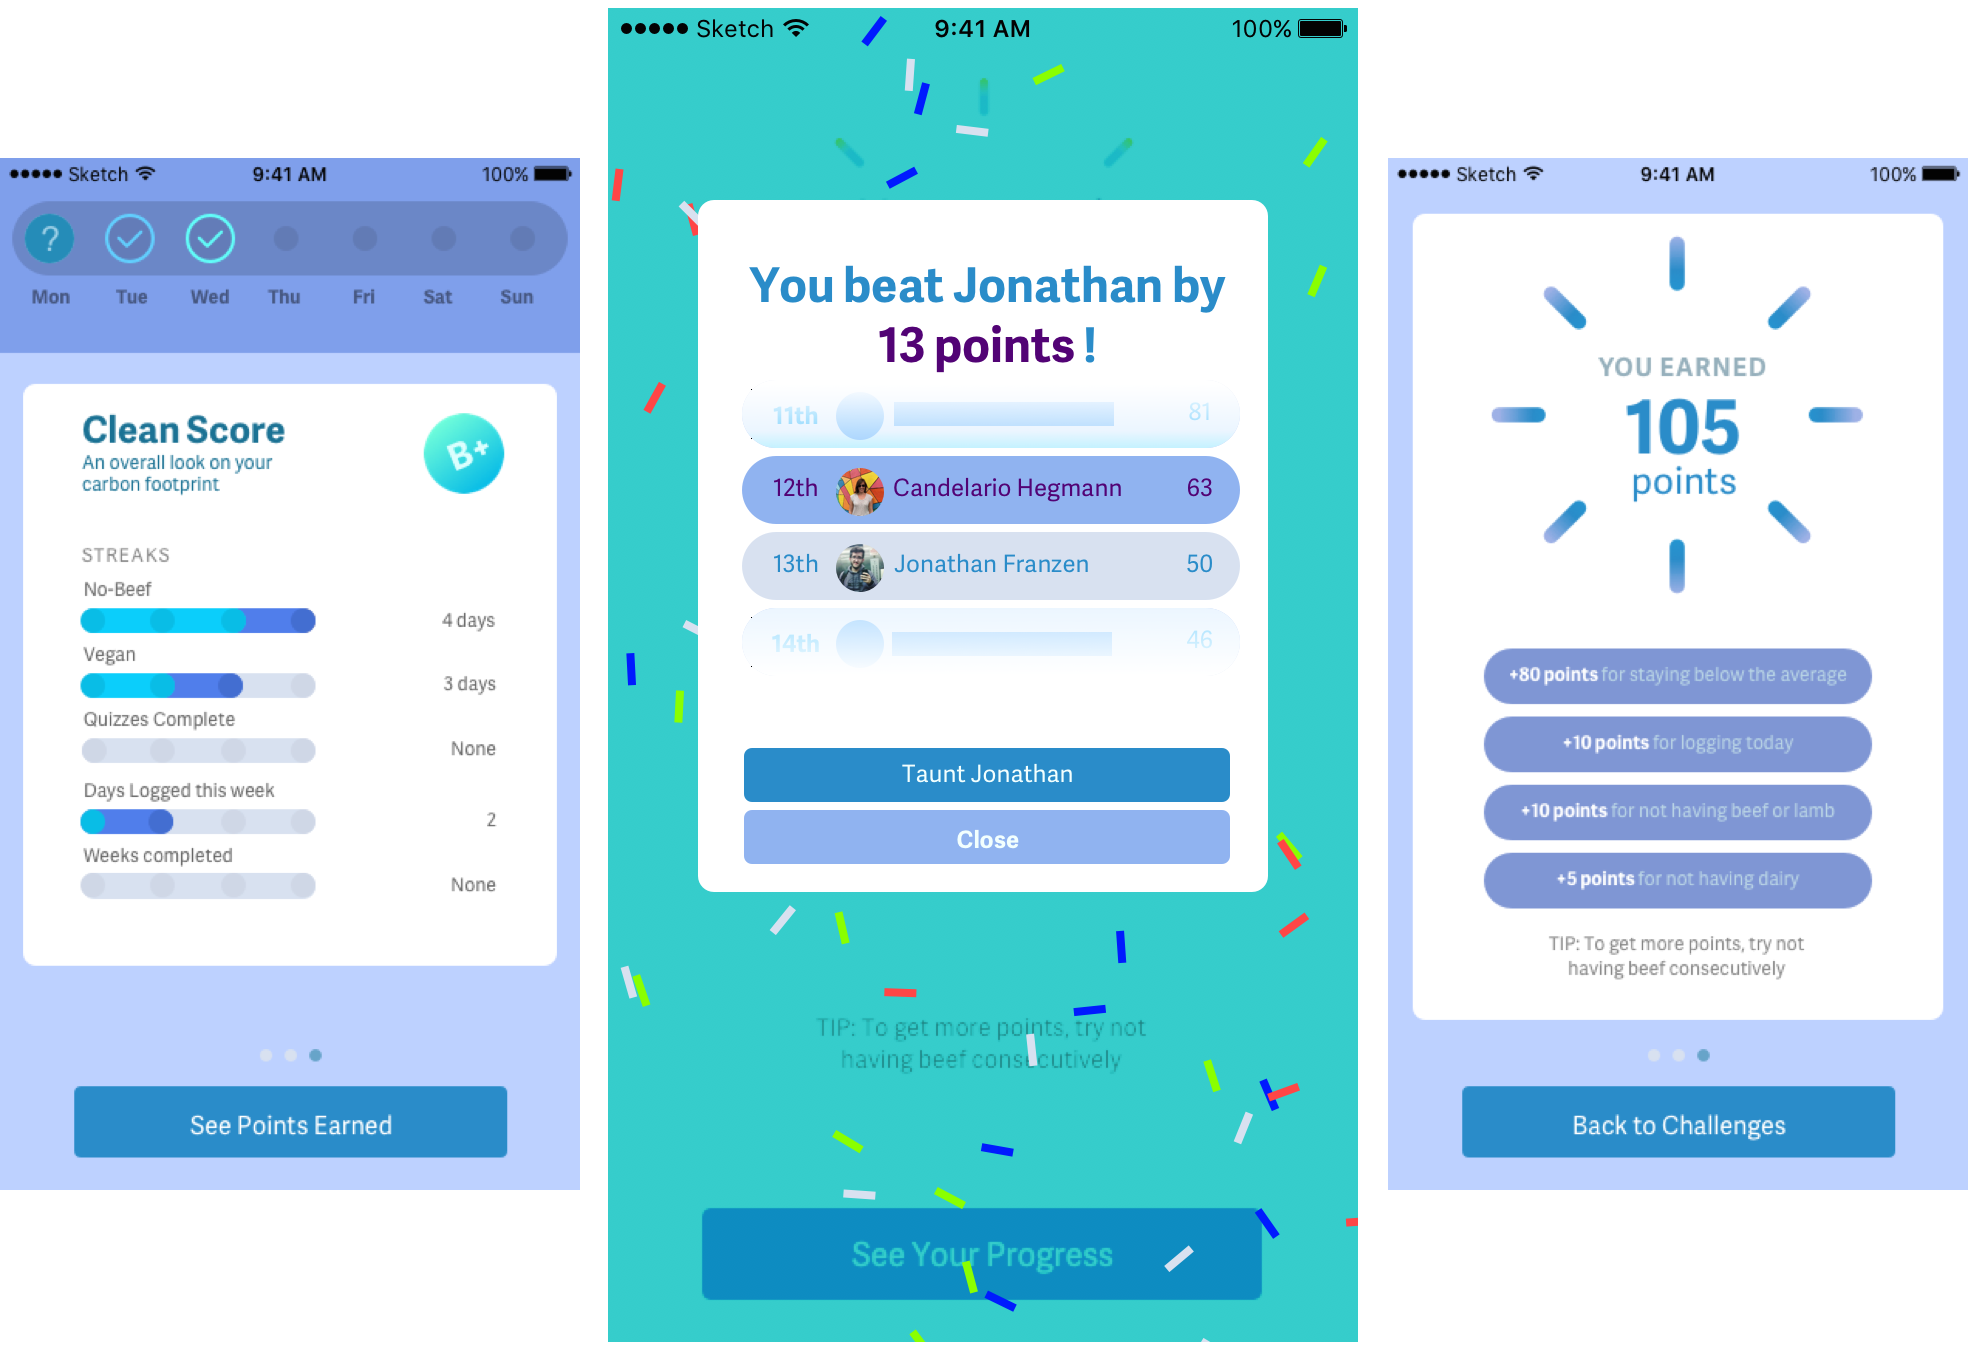 Sketch 9:41 AM 100%
?
Mon Tue Wed Thu Fri Sat Sun
Clean Score
An overall look on your
carbon footprint
B+
STREAKS
No-Beef
4 days
Vegan
3 days
Quizzes Complete
None
Days Logged this week
2
Weeks completed
None
See Points Earned
Sketch 9:41 AM 100%
You beat Jonathan by
13 points !
11th 81
12th Candelario Hegmann 63
13th Jonathan Franzen 50
14th 46
Taunt Jonathan
Close
TIP: To get more points, try not
having beef consecutively
See Your Progress
Sketch 9:41 AM 100%
YOU EARNED
105
points
+80 points for staying below the average
+10 points for logging today
+10 points for not having beef or lamb
+5 points for not having dairy
TIP: To get more points, try not
having beef consecutively
Back to Challenges